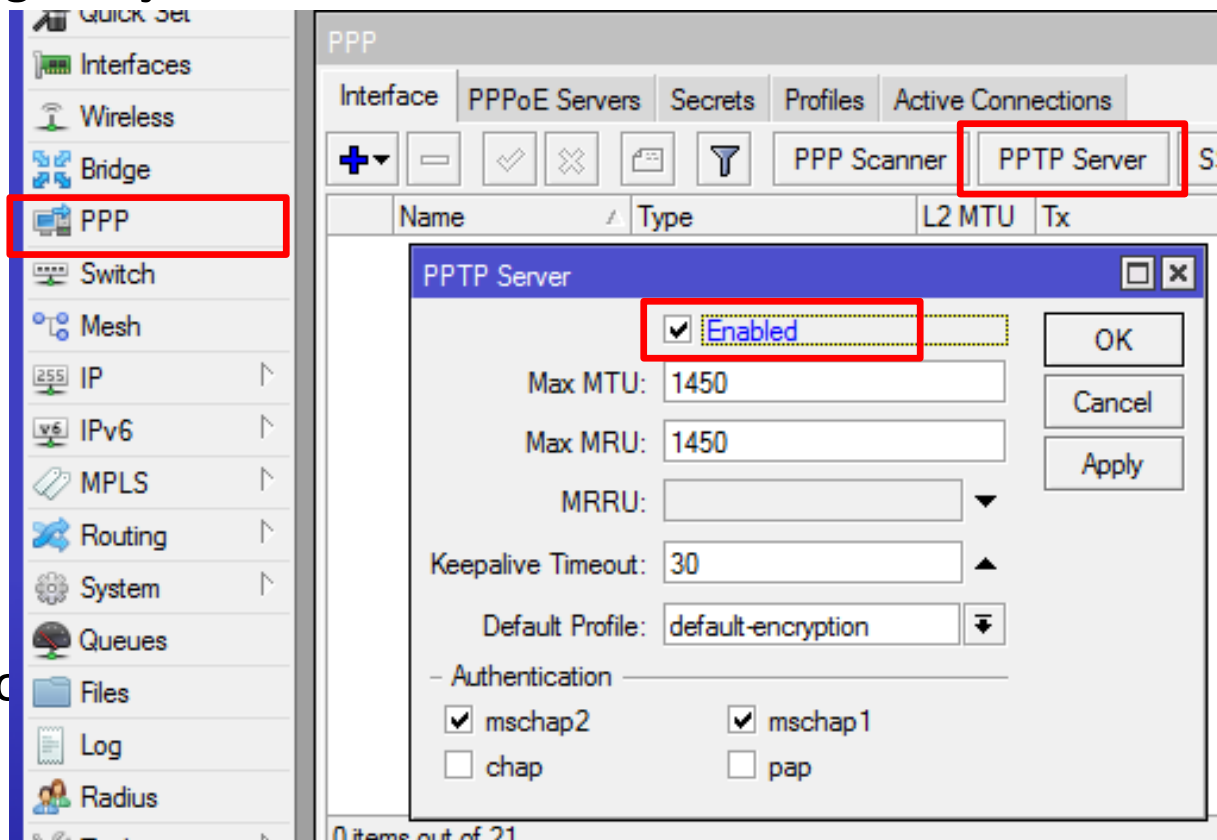 Quick Set
Interfaces
Wireless
Bridge
PPP
Switch
Mesh
255 IP
v6 IPv6
MPLS
Routing
System
Queues
Files
Log
Radius
PPP
Interface PPPoE Servers Secrets Profiles Active Connections
PPP Scanner PPTP Server S
Name Type L2 MTU Tx
PPTP Server
Enabled
OK
Max MTU: 1450
Cancel
Max MRU: 1450
Apply
MRRU:
Keepalive Timeout: 30
Default Profile: default-encryption
Authentication
mschap2 mschap1
chap pap
0 items out of 21